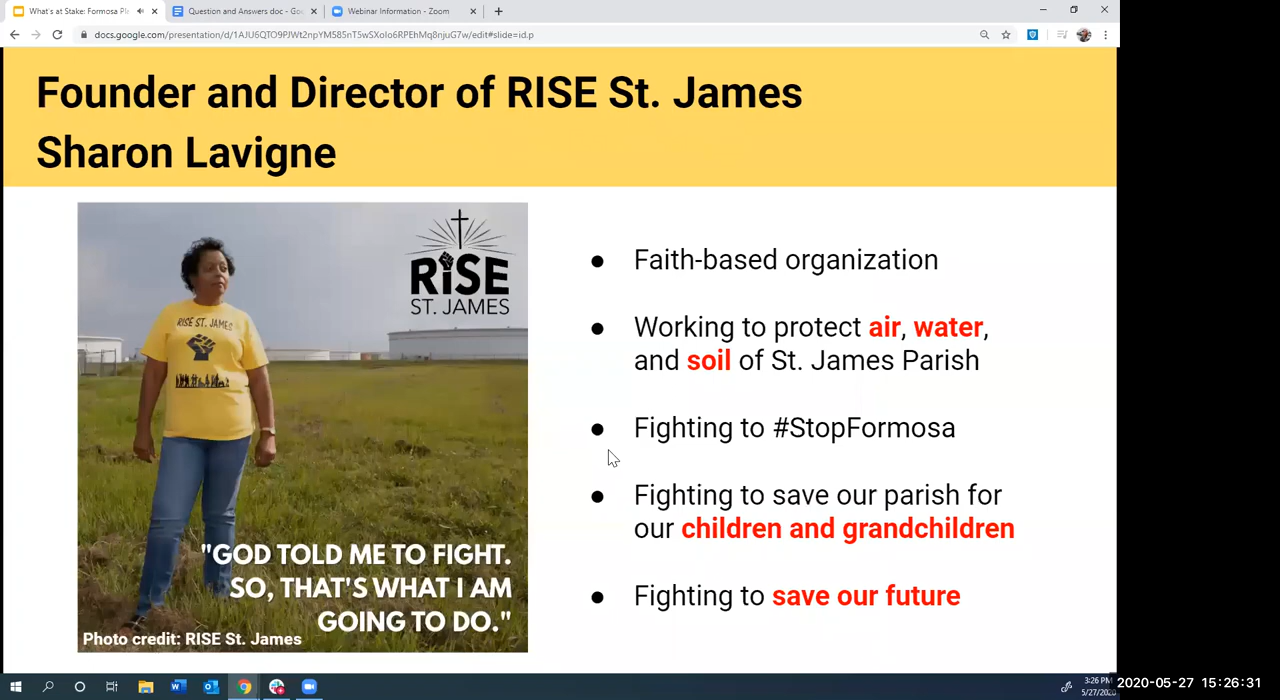 What's at Stake: Formosa Pl
Question and Answers doc - Go
Webinar Information - Zoom
docs.google.com/presentation/d/1AJU6QTO9PJWt2npYM585nT5wSXoIo6RPEhMq8njuG7w/edit#slide=id.p
Founder and Director of RISE St. James
Sharon Lavigne
RISE
ST. JAMES
RISE ST. JAMES
"GOD TOLD ME TO FIGHT.
SO, THAT'S WHAT I AM
GOING TO DO."
Photo credit: RISE St. James
● Faith-based organization
● Working to protect air, water,
and soil of St. James Parish
● Fighting to #StopFormosa
● Fighting to save our parish for
our children and grandchildren
● Fighting to save our future
3:26 PM
5/27/2020
2020-05-27 15:26:31